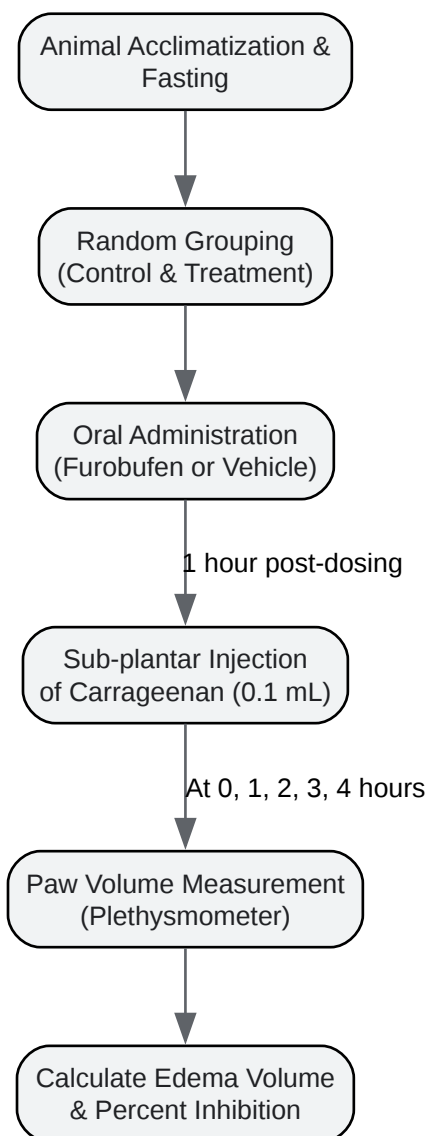 Animal Acclimatization &
Fasting
Random Grouping
(Control & Treatment)
Oral Administration
(Furobufen or Vehicle)
1 hour post-dosing
Sub-plantar Injection
of Carrageenan (0.1 mL)
At 0, 1, 2, 3, 4 hours
Paw Volume Measurement
(Plethysmometer)
Calculate Edema Volume
& Percent Inhibition